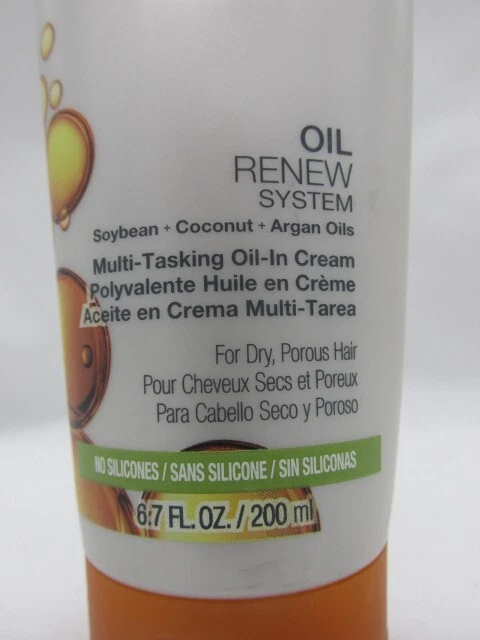 OIL
RENEW
SYSTEM
Soybean + Coconut + Argan Oils
Multi-Tasking Oil-In Cream
Polyvalente Huile en Crème
Aceite en Crema Multi-Tarea
For Dry, Porous Hair
Pour Cheveux Secs et Poreux
Para Cabello Seco y Poroso
NO SILICONES / SANS SILICONE / SIN SILICONAS
6.7 FL. OZ. / 200 ml